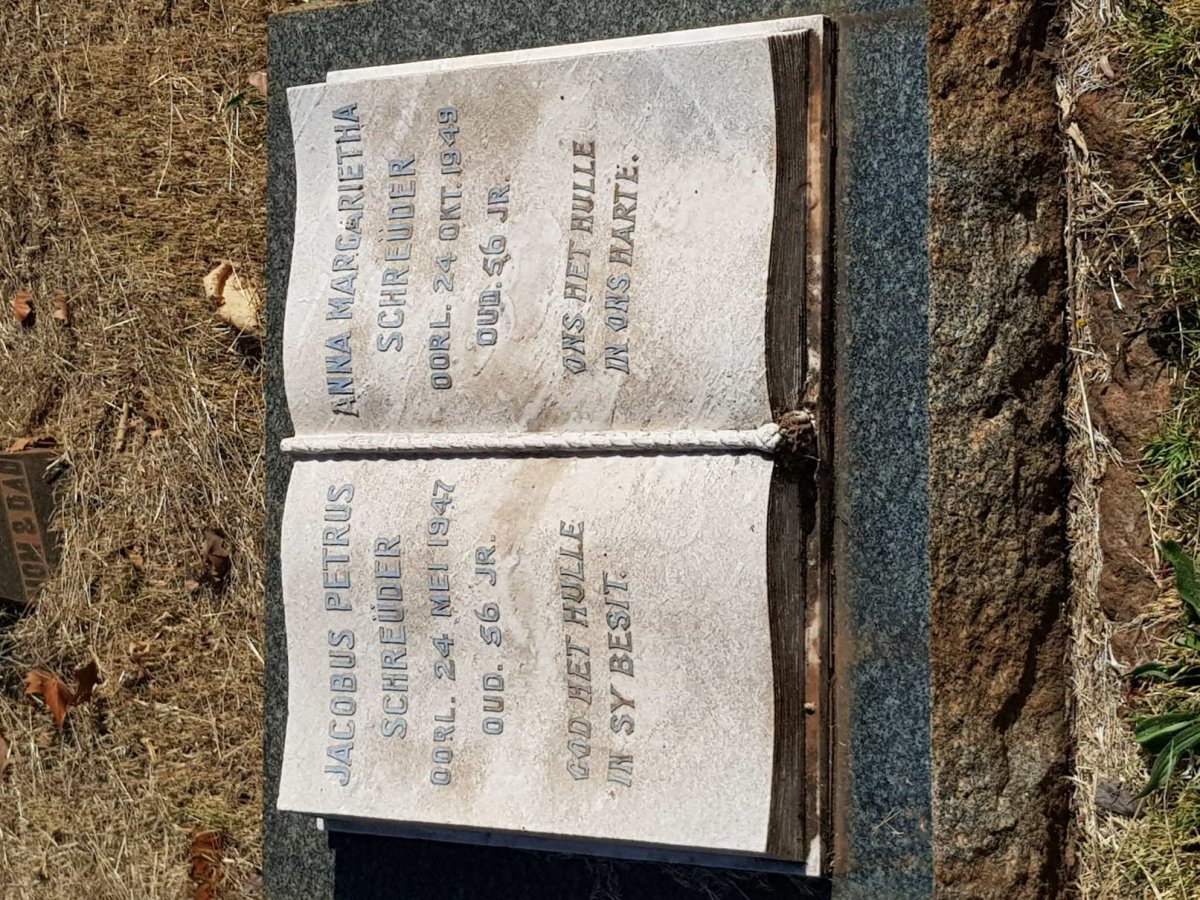 JACOBUS PETRUS
SCHREÜDER
OORL. 24 MEI 1947
OUD. 56 JR.
GOD HET HULLE
IN SY BESIT.
ANNA MARGARIETHA
SCHREÜDER
OORL. 24 OKT. 1949
OUD. 56 JR.
ONS HET HULLE
IN ONS HARTE.